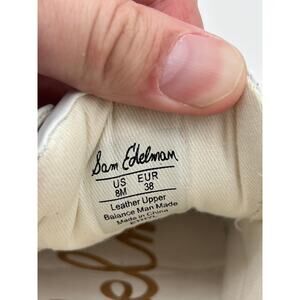 Sam Edelman
US EUR
8M 38
Leather Upper
Balance Man Made
Made in China